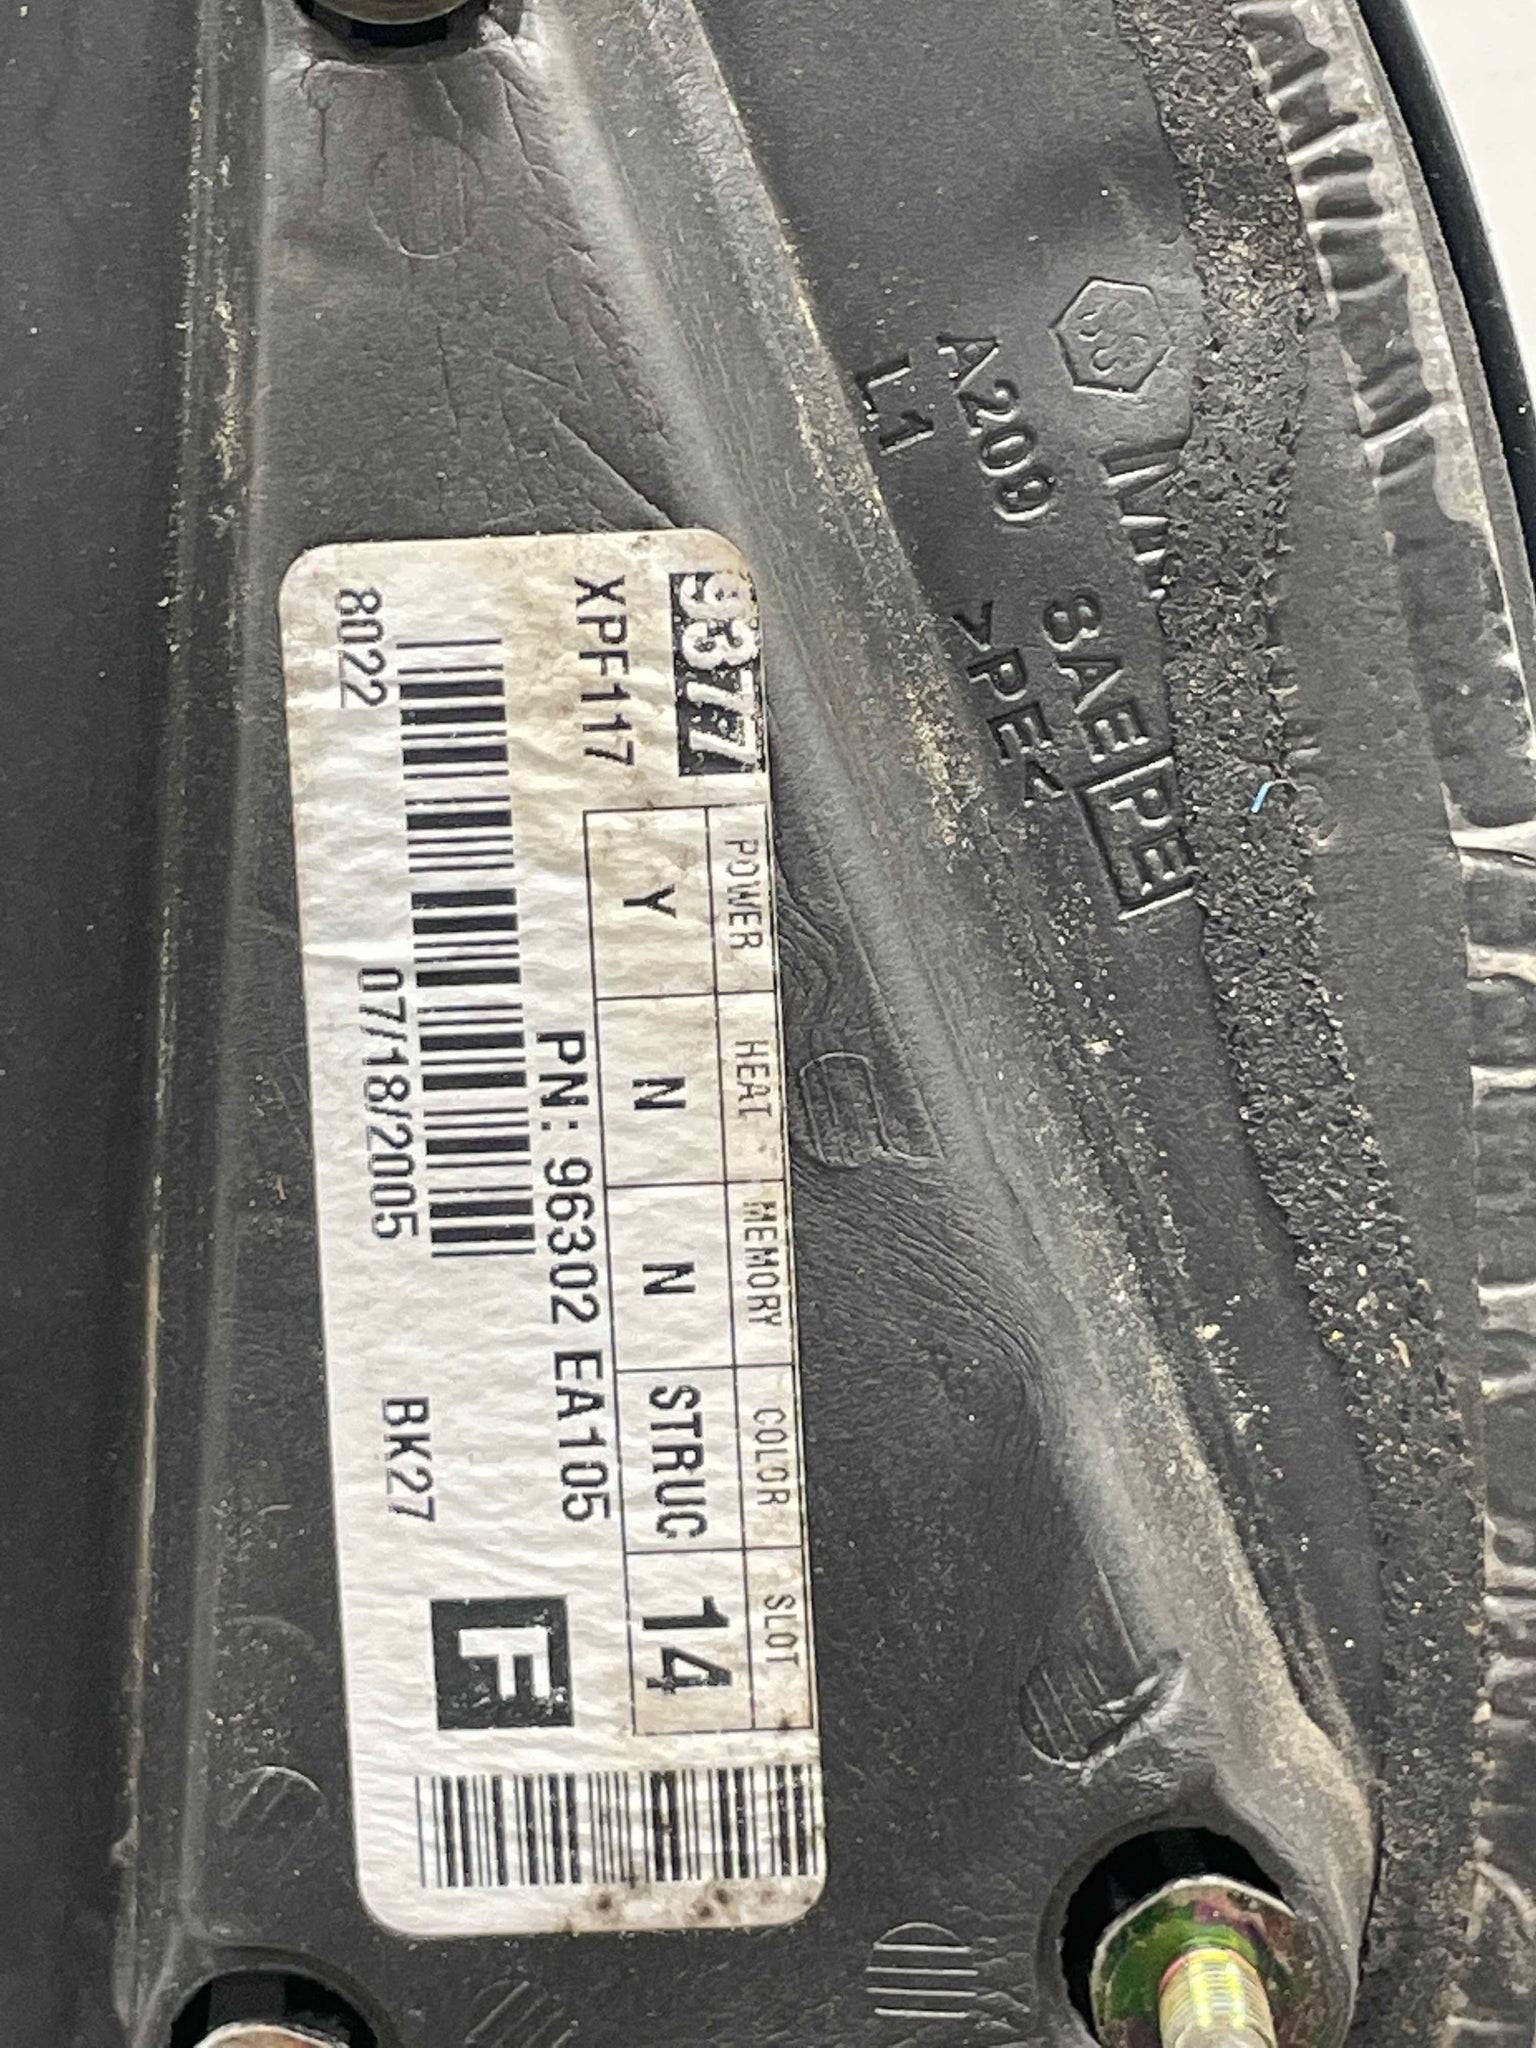 9377
XPF117
POWER HEAT MEMORY COLOR SLOT
Y N N STRUC 14
PN: 96302 EA105
F
8022 07/18/2005 BK27
A209
L1
SAE PE
>PE<